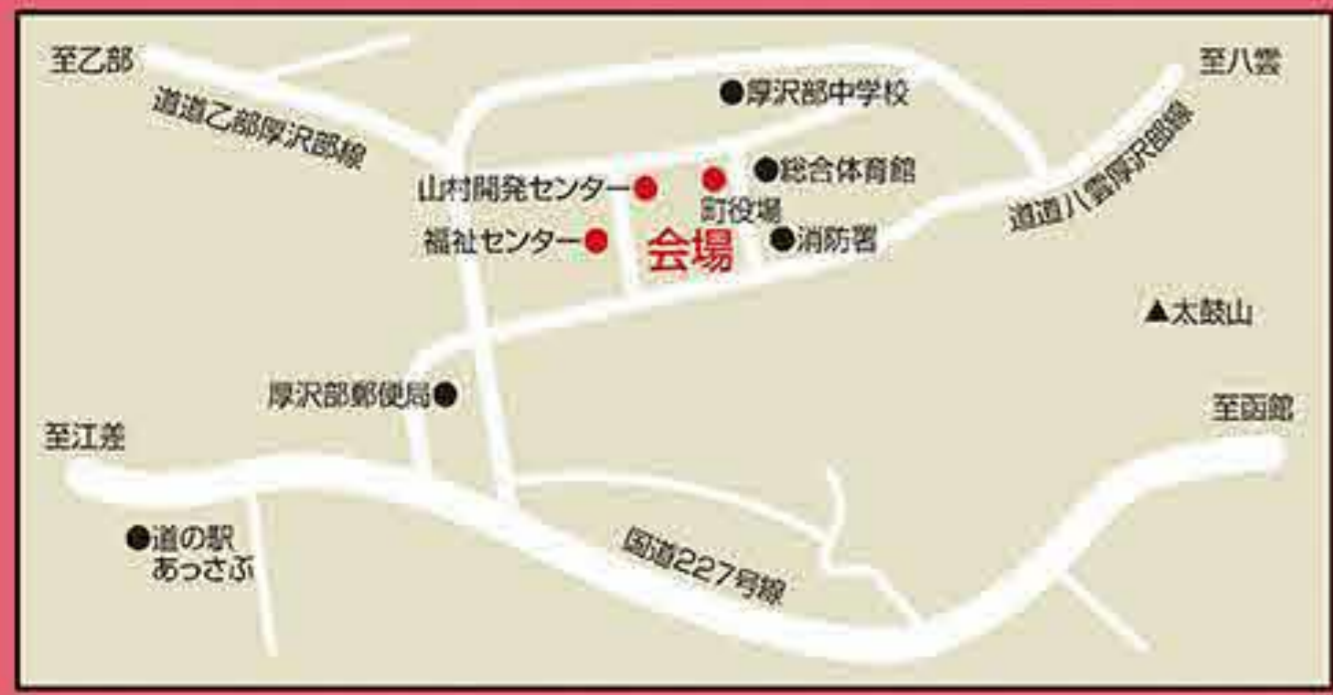 至乙部
至八雲
道道乙部厚沢部線
●厚沢部中学校
●総合体育館
山村開発センター●
町役場
道道八雲厚沢部線
福祉センター●
会場
●消防署
▲太鼓山
厚沢部郵便局●
至函館
至江差
●道の駅
あっさぶ
国道227号線